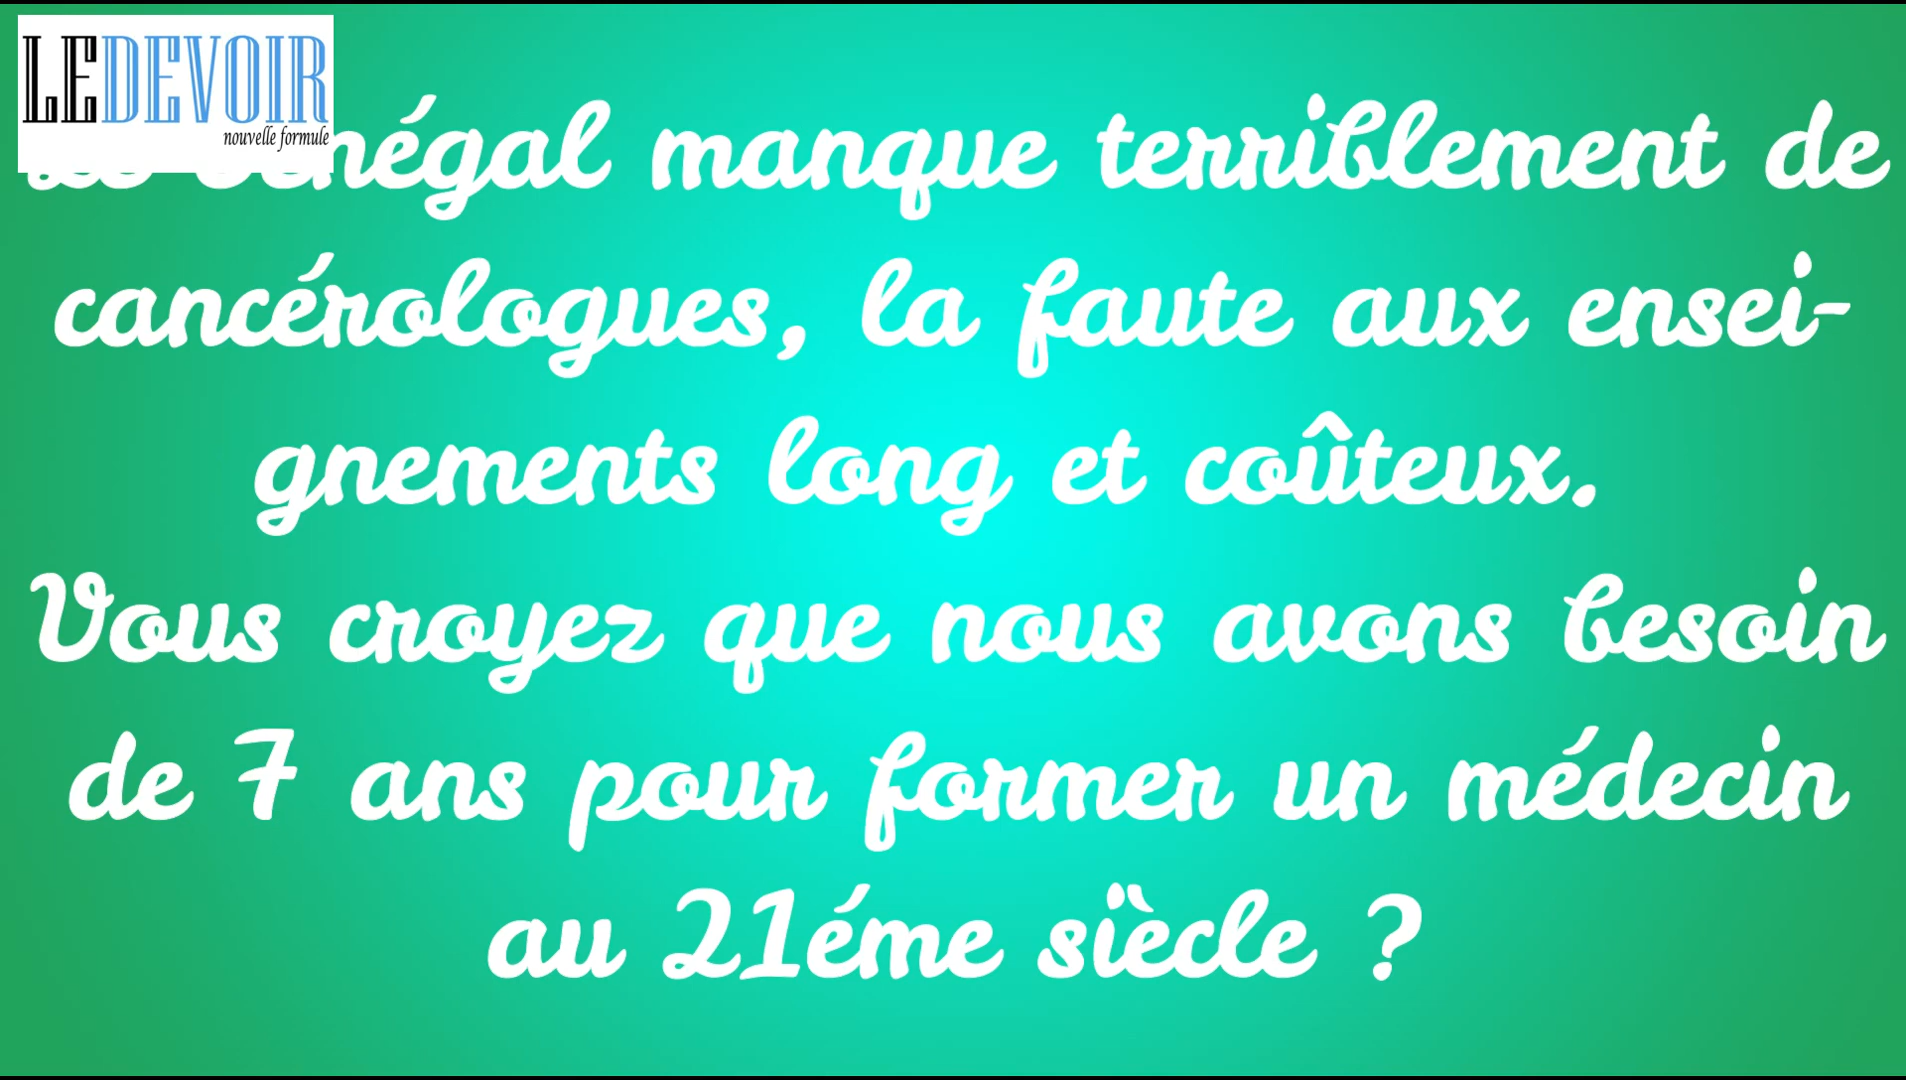 LEDEVOIR
nouvelle formule
manque terriblement de
cancérologues, la faute aux ensei-
gnements long et coûteux.
Vous croyez que nous avons besoin
de 7 ans pour former un médecin
au 21éme siècle ?